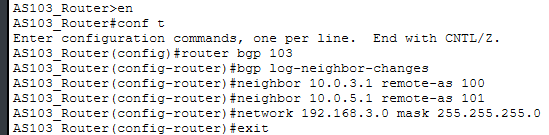 AS103_Router>en
AS103_Router#conf t
Enter configuration commands, one per line.  End with CNTL/Z.
AS103_Router(config)#router bgp 103
AS103_Router(config-router)#bgp log-neighbor-changes
AS103_Router(config-router)#neighbor 10.0.3.1 remote-as 100
AS103_Router(config-router)#neighbor 10.0.5.1 remote-as 101
AS103_Router(config-router)#network 192.168.3.0 mask 255.255.255.0
AS103_Router(config-router)#exit